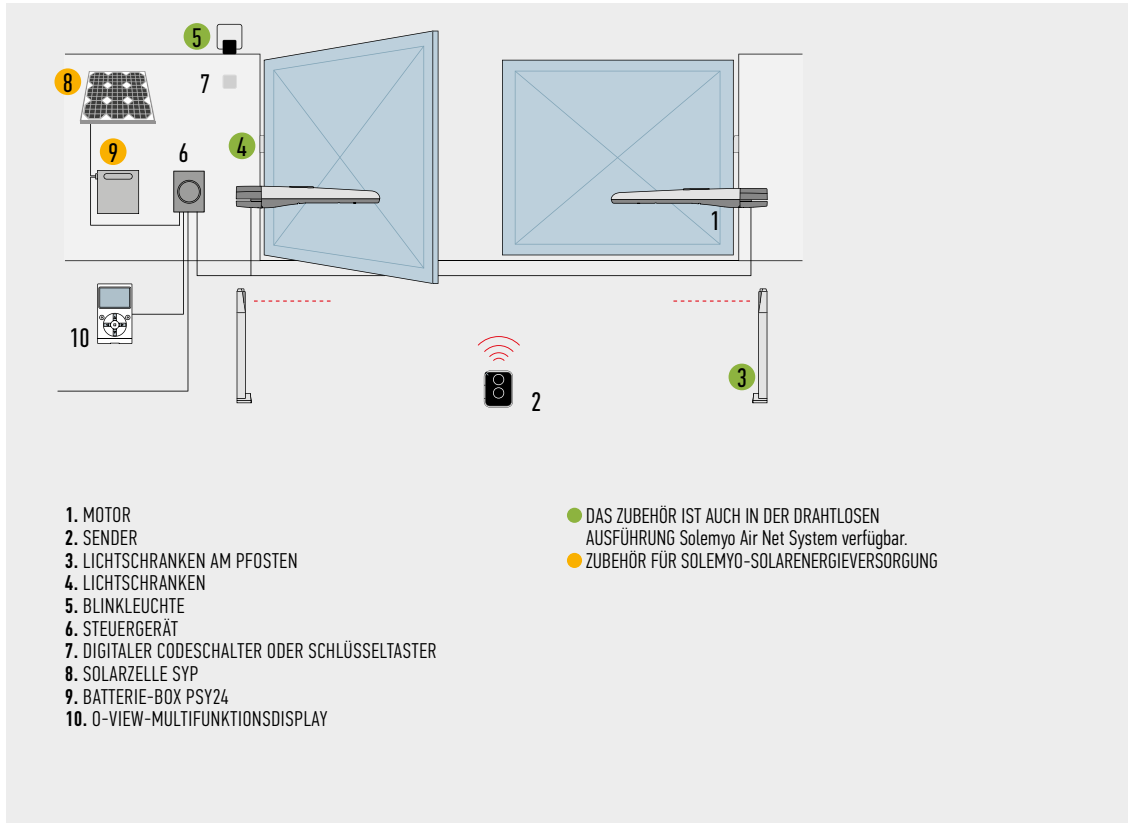 5
8
7
4
9
6
1
10
3
2
1. MOTOR
2. SENDER
3. LICHTSCHRANKEN AM PFOSTEN
4. LICHTSCHRANKEN
5. BLINKLEUCHTE
6. STEUERGERÄT
7. DIGITALER CODESCHALTER ODER SCHLÜSSELTASTER
8. SOLARZELLE SYP
9. BATTERIE-BOX PSY24
10. O-VIEW-MULTIFUNKTIONSDISPLAY
DAS ZUBEHÖR IST AUCH IN DER DRAHTLOSEN
AUSFÜHRUNG Solemyo Air Net System verfügbar.
ZUBEHÖR FÜR SOLEMYO-SOLARENERGIEVERSORGUNG